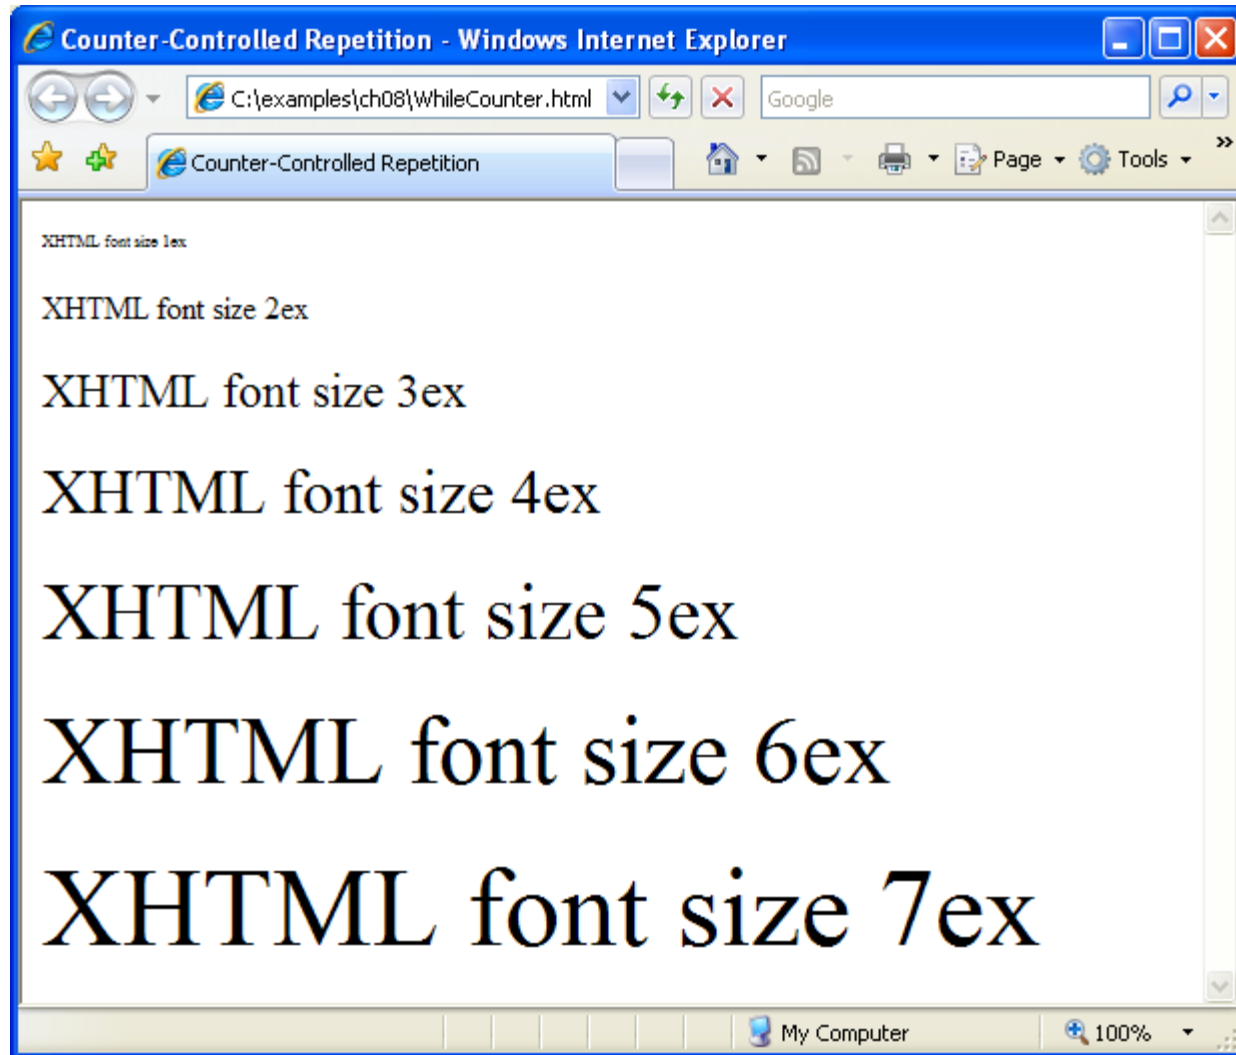 Counter-Controlled Repetition - Windows Internet Explorer
C:\examples\ch08\WhileCounter.html
Google
Counter-Controlled Repetition
Page
Tools
»
XHTML font size 1ex
XHTML font size 2ex
XHTML font size 3ex
XHTML font size 4ex
XHTML font size 5ex
XHTML font size 6ex
XHTML font size 7ex
My Computer
100%